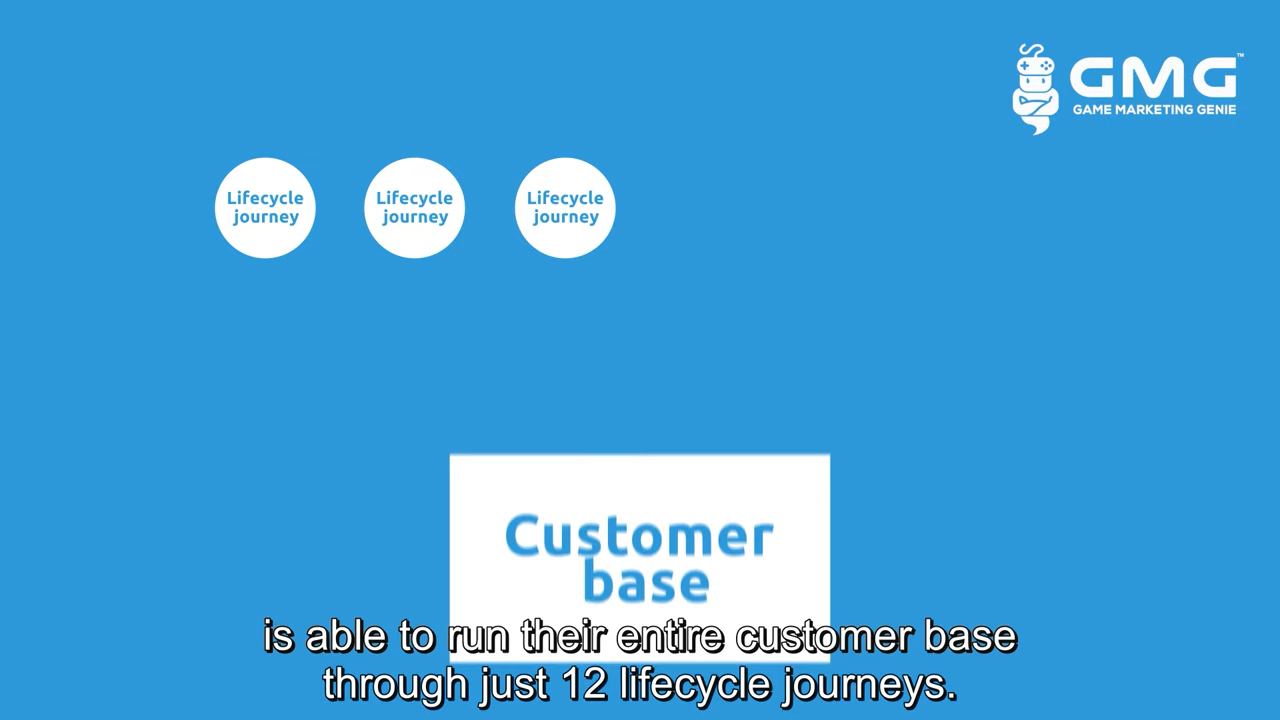 GMG™
GAME MARKETING GENIE
Lifecycle
journey
Lifecycle
journey
Lifecycle
journey
Customer
base
is able to run their entire customer base
through just 12 lifecycle journeys.